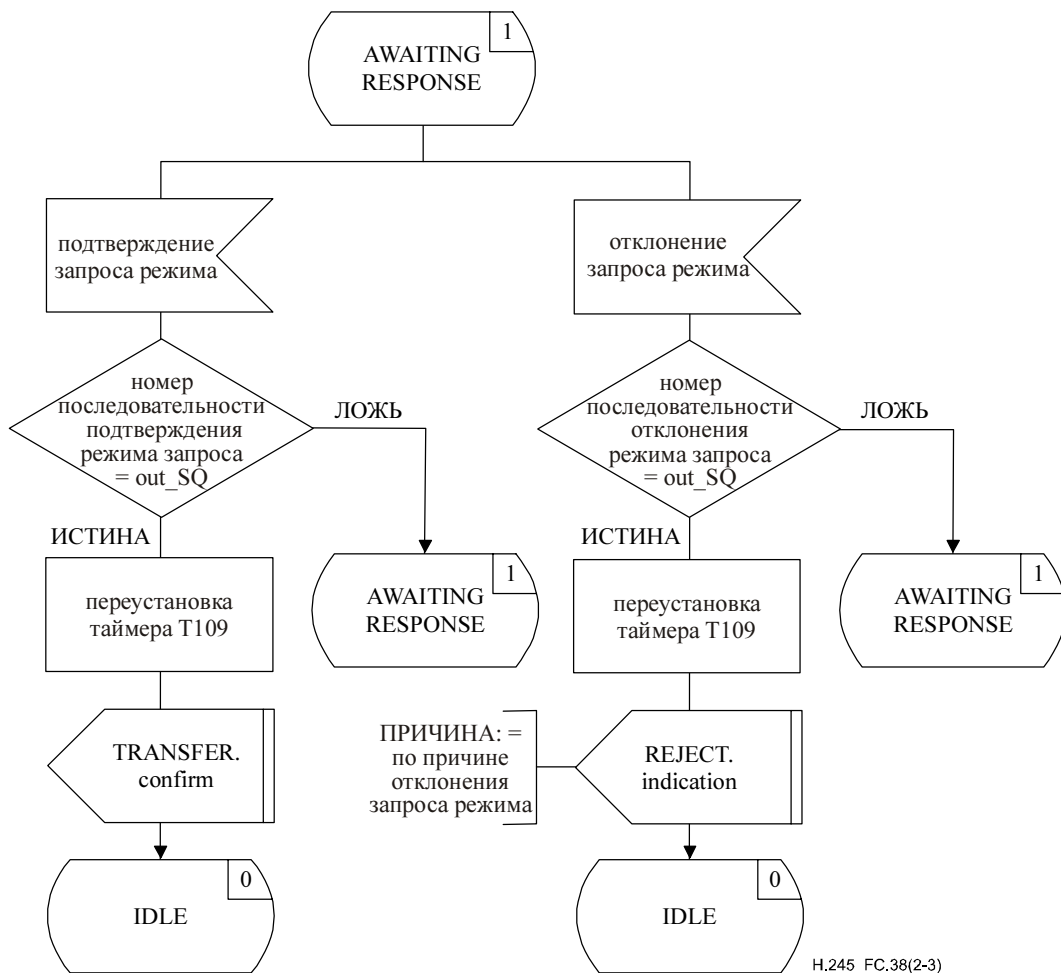 1
AWAITING
RESPONSE
подтверждение
запроса режима
отклонение
запроса режима
номер
последовательности
подтверждения
режима запроса
= out_SQ
ЛОЖЬ
номер
последовательности
отклонения
режима запроса
= out_SQ
ЛОЖЬ
ИСТИНА
ИСТИНА
переустановка
таймера T109
1
AWAITING
RESPONSE
переустановка
таймера T109
1
AWAITING
RESPONSE
TRANSFER.
confirm
ПРИЧИНА: =
по причине
отклонения
запроса режима
REJECT.
indication
0
IDLE
0
IDLE
H.245_FC.38(2-3)